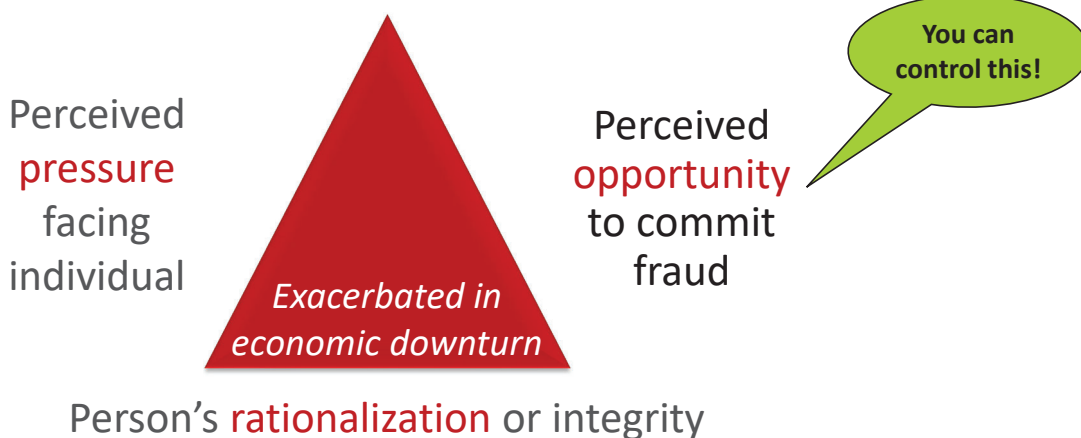 You can
control this!
Perceived
pressure
facing
individual
Perceived
opportunity
to commit
fraud
Exacerbated in
economic downturn
Person’s rationalization or integrity